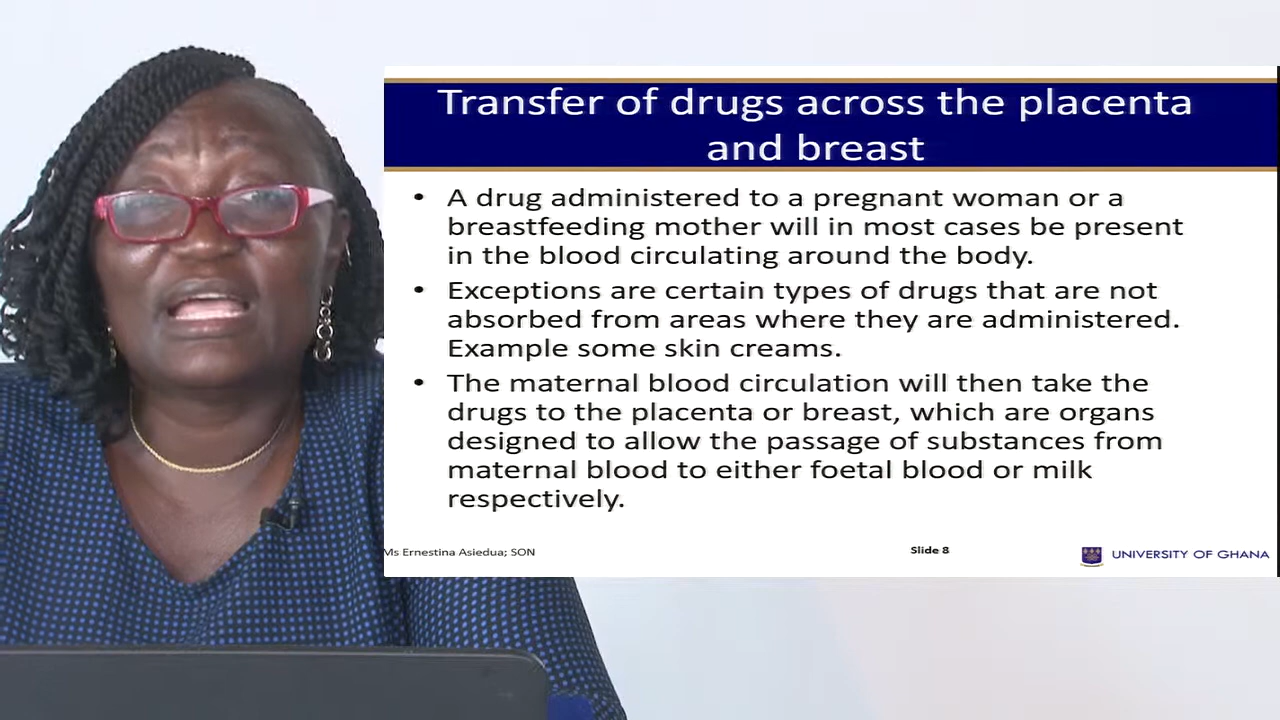 Transfer of drugs across the placenta
and breast
• A drug administered to a pregnant woman or a
breastfeeding mother will in most cases be present
in the blood circulating around the body.
• Exceptions are certain types of drugs that are not
absorbed from areas where they are administered.
Example some skin creams.
• The maternal blood circulation will then take the
drugs to the placenta or breast, which are organs
designed to allow the passage of substances from
maternal blood to either foetal blood or milk
respectively.
Ms Ernestina Asiedua; SON
Slide 8
UNIVERSITY OF GHANA